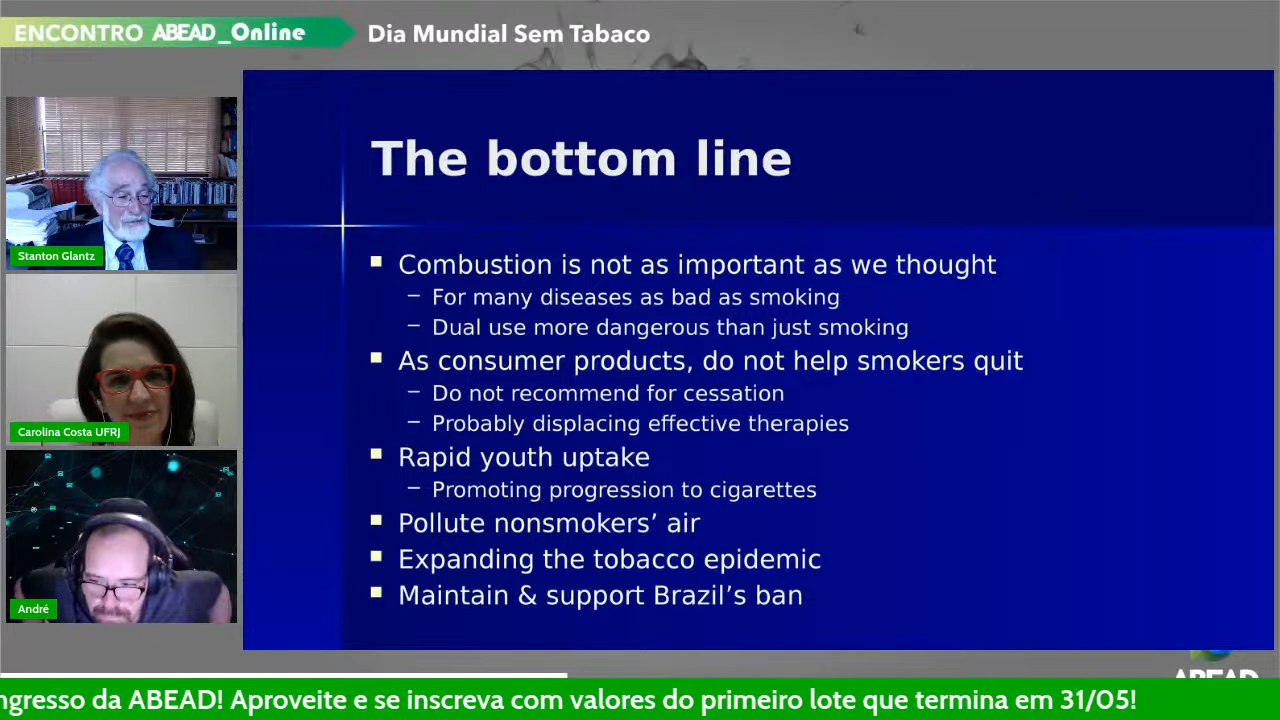 ENCONTRO ABEAD_Online
Dia Mundial Sem Tabaco
Stanton Glantz
Carolina Costa UFRJ
André
The bottom line
Combustion is not as important as we thought
– For many diseases as bad as smoking
– Dual use more dangerous than just smoking
As consumer products, do not help smokers quit
– Do not recommend for cessation
– Probably displacing effective therapies
Rapid youth uptake
– Promoting progression to cigarettes
Pollute nonsmokers’ air
Expanding the tobacco epidemic
Maintain & support Brazil’s ban
ABEAD
ngresso da ABEAD! Aproveite e se inscreva com valores do primeiro lote que termina em 31/05!